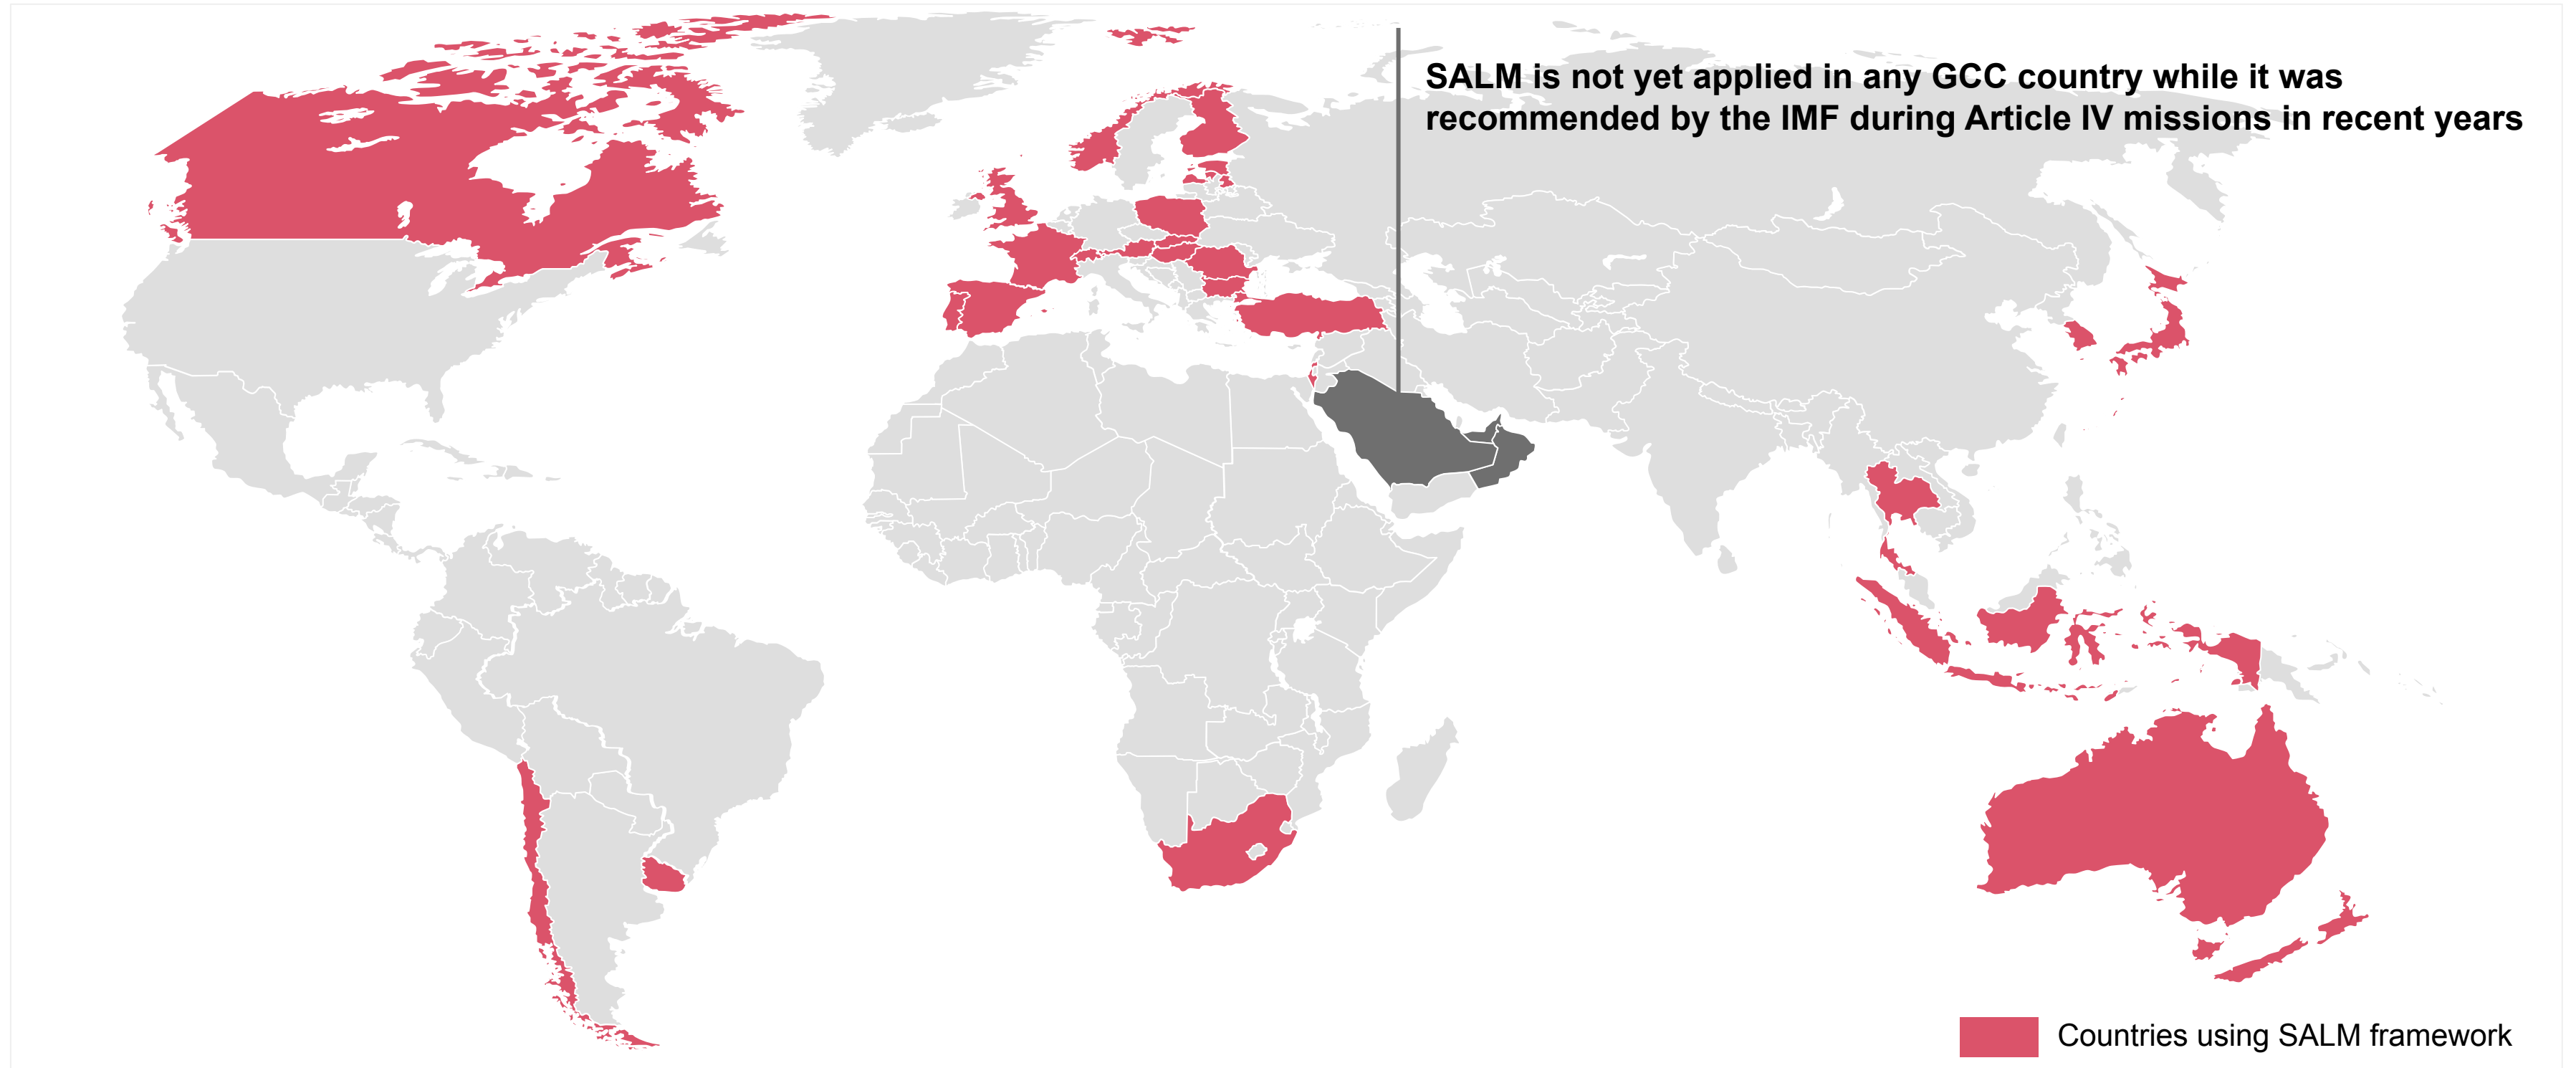 SALM is not yet applied in any GCC country while it was
recommended by the IMF during Article IV missions in recent years
Countries using SALM framework